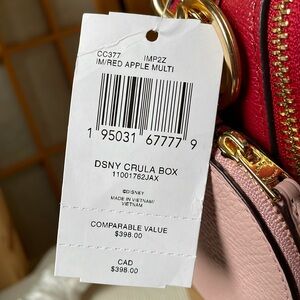 CC377 IMP2Z
IM/RED APPLE MULTI
1 95031 67777 9
DSNY CRULA BOX
11001762JAX
©DISNEY
MADE IN VIETNAM/
VIETNAM
COMPARABLE VALUE
$398.00
CAD
$398.00